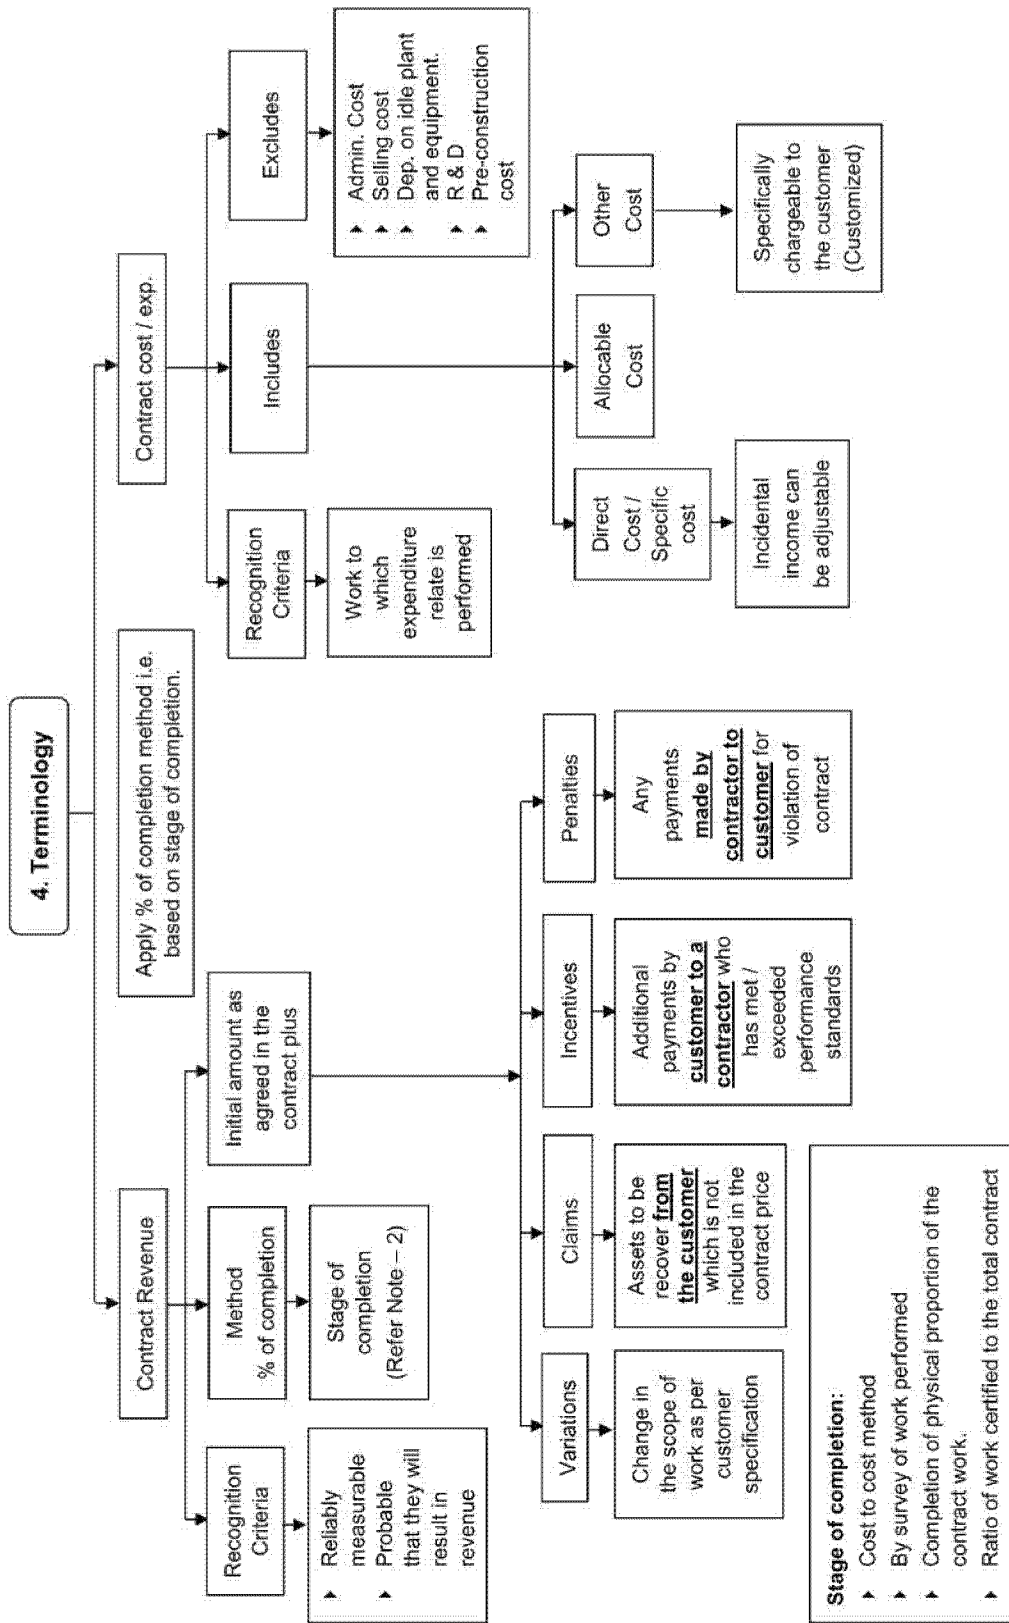 4. Terminology
Contract Revenue
Apply % of completion method i.e.
based on stage of completion.
Contract cost / exp.
Recognition
Criteria
Method
% of completion
Initial amount as
agreed in the
contract plus
Recognition
Criteria
Includes
Excludes
Reliably
measurable
Probable
that they will
result in
revenue
Stage of
completion
(Refer Note – 2)
Work to
which
expenditure
relate is
performed
Admin. Cost
Selling cost
Dep. on idle plant
and equipment.
R & D
Pre-construction
cost
Variations
Claims
Incentives
Penalties
Direct
Cost /
Specific
cost
Allocable
Cost
Other
Cost
Change in
the scope of
work as per
customer
specification
Assets to be
recover from
the customer
which is not
included in the
contract price
Additional
payments by
customer to a
contractor who
has met /
exceeded
performance
standards
Any
payments
made by
contractor to
customer for
violation of
contract
Incidental
income can
be adjustable
Specifically
chargeable to
the customer
(Customized)
Stage of completion:
Cost to cost method
By survey of work performed
Completion of physical proportion of the
contract work.
Ratio of work certified to the total contract